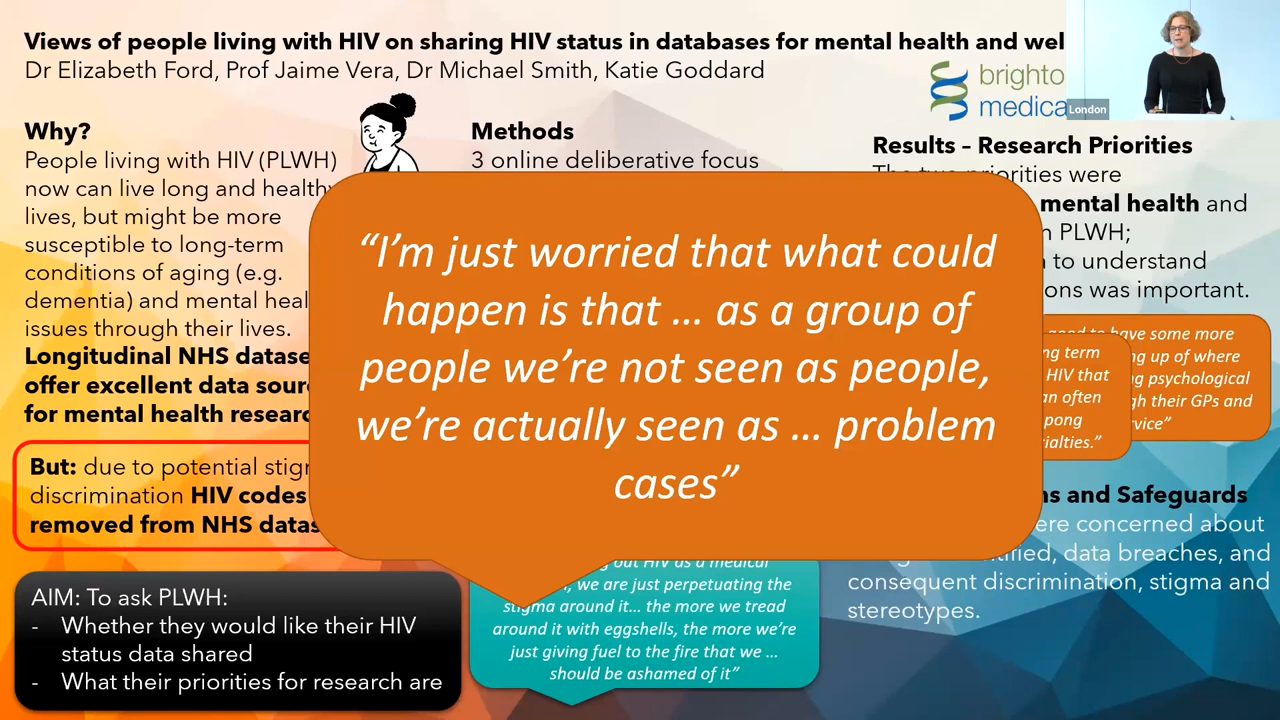 Views of people living with HIV on sharing HIV status in databases for mental health and wel
Dr Elizabeth Ford, Prof Jaime Vera, Dr Michael Smith, Katie Goddard
brighto
medica
London
Why?
People living with HIV (PLWH)
now can live long and healthy
lives, but might be more
susceptible to long-term
conditions of aging (e.g.
dementia) and mental heal
issues through their lives.
Longitudinal NHS datase
offer excellent data sour
for mental health researc
But: due to potential stig
discrimination HIV codes
removed from NHS datas
AIM: To ask PLWH:
- Whether they would like their HIV
status data shared
- What their priorities for research are
Methods
3 online deliberative focus
“I’m just worried that what could
happen is that ... as a group of
people we’re not seen as people,
we’re actually seen as ... problem
cases”
out HIV as a medical
, we are just perpetuating the
stigma around it... the more we tread
around it with eggshells, the more we’re
just giving fuel to the fire that we ...
should be ashamed of it”
Results – Research Priorities
The two priorities were
mental health and
PLWH;
to understand
ons was important.
good to have some more
ng up of where
psychological
gh their GPs and
rvice”
ng term
HIV that
an often
pong
ialties.”
ns and Safeguards
ere concerned about
tified, data breaches, and
consequent discrimination, stigma and
stereotypes.